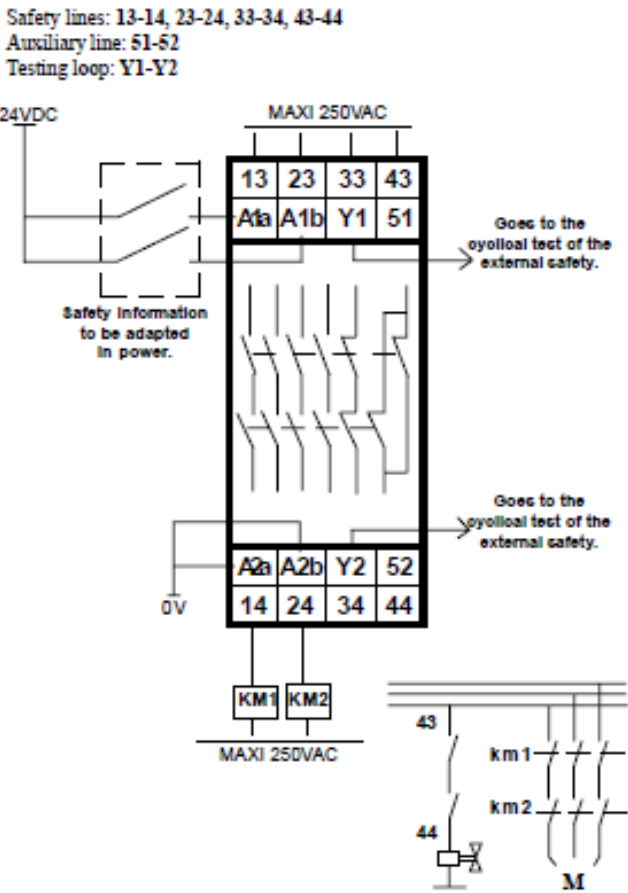 Safety lines: 13-14, 23-24, 33-34, 43-44
Auxiliary line: 51-52
Testing loop: Y1-Y2
24VDC
MAXI 250VAC
13 23 33 43
A1a A1b Y1 51
Goes to the
oyolloal test of the
external safety.
Safety Information
to be adapted
In power.
Goes to the
oyolloal test of the
external safety.
A2a A2b Y2 52
0V
14 24 34 44
KM1 KM2
MAXI 250VAC
43
km1
km2
44
M